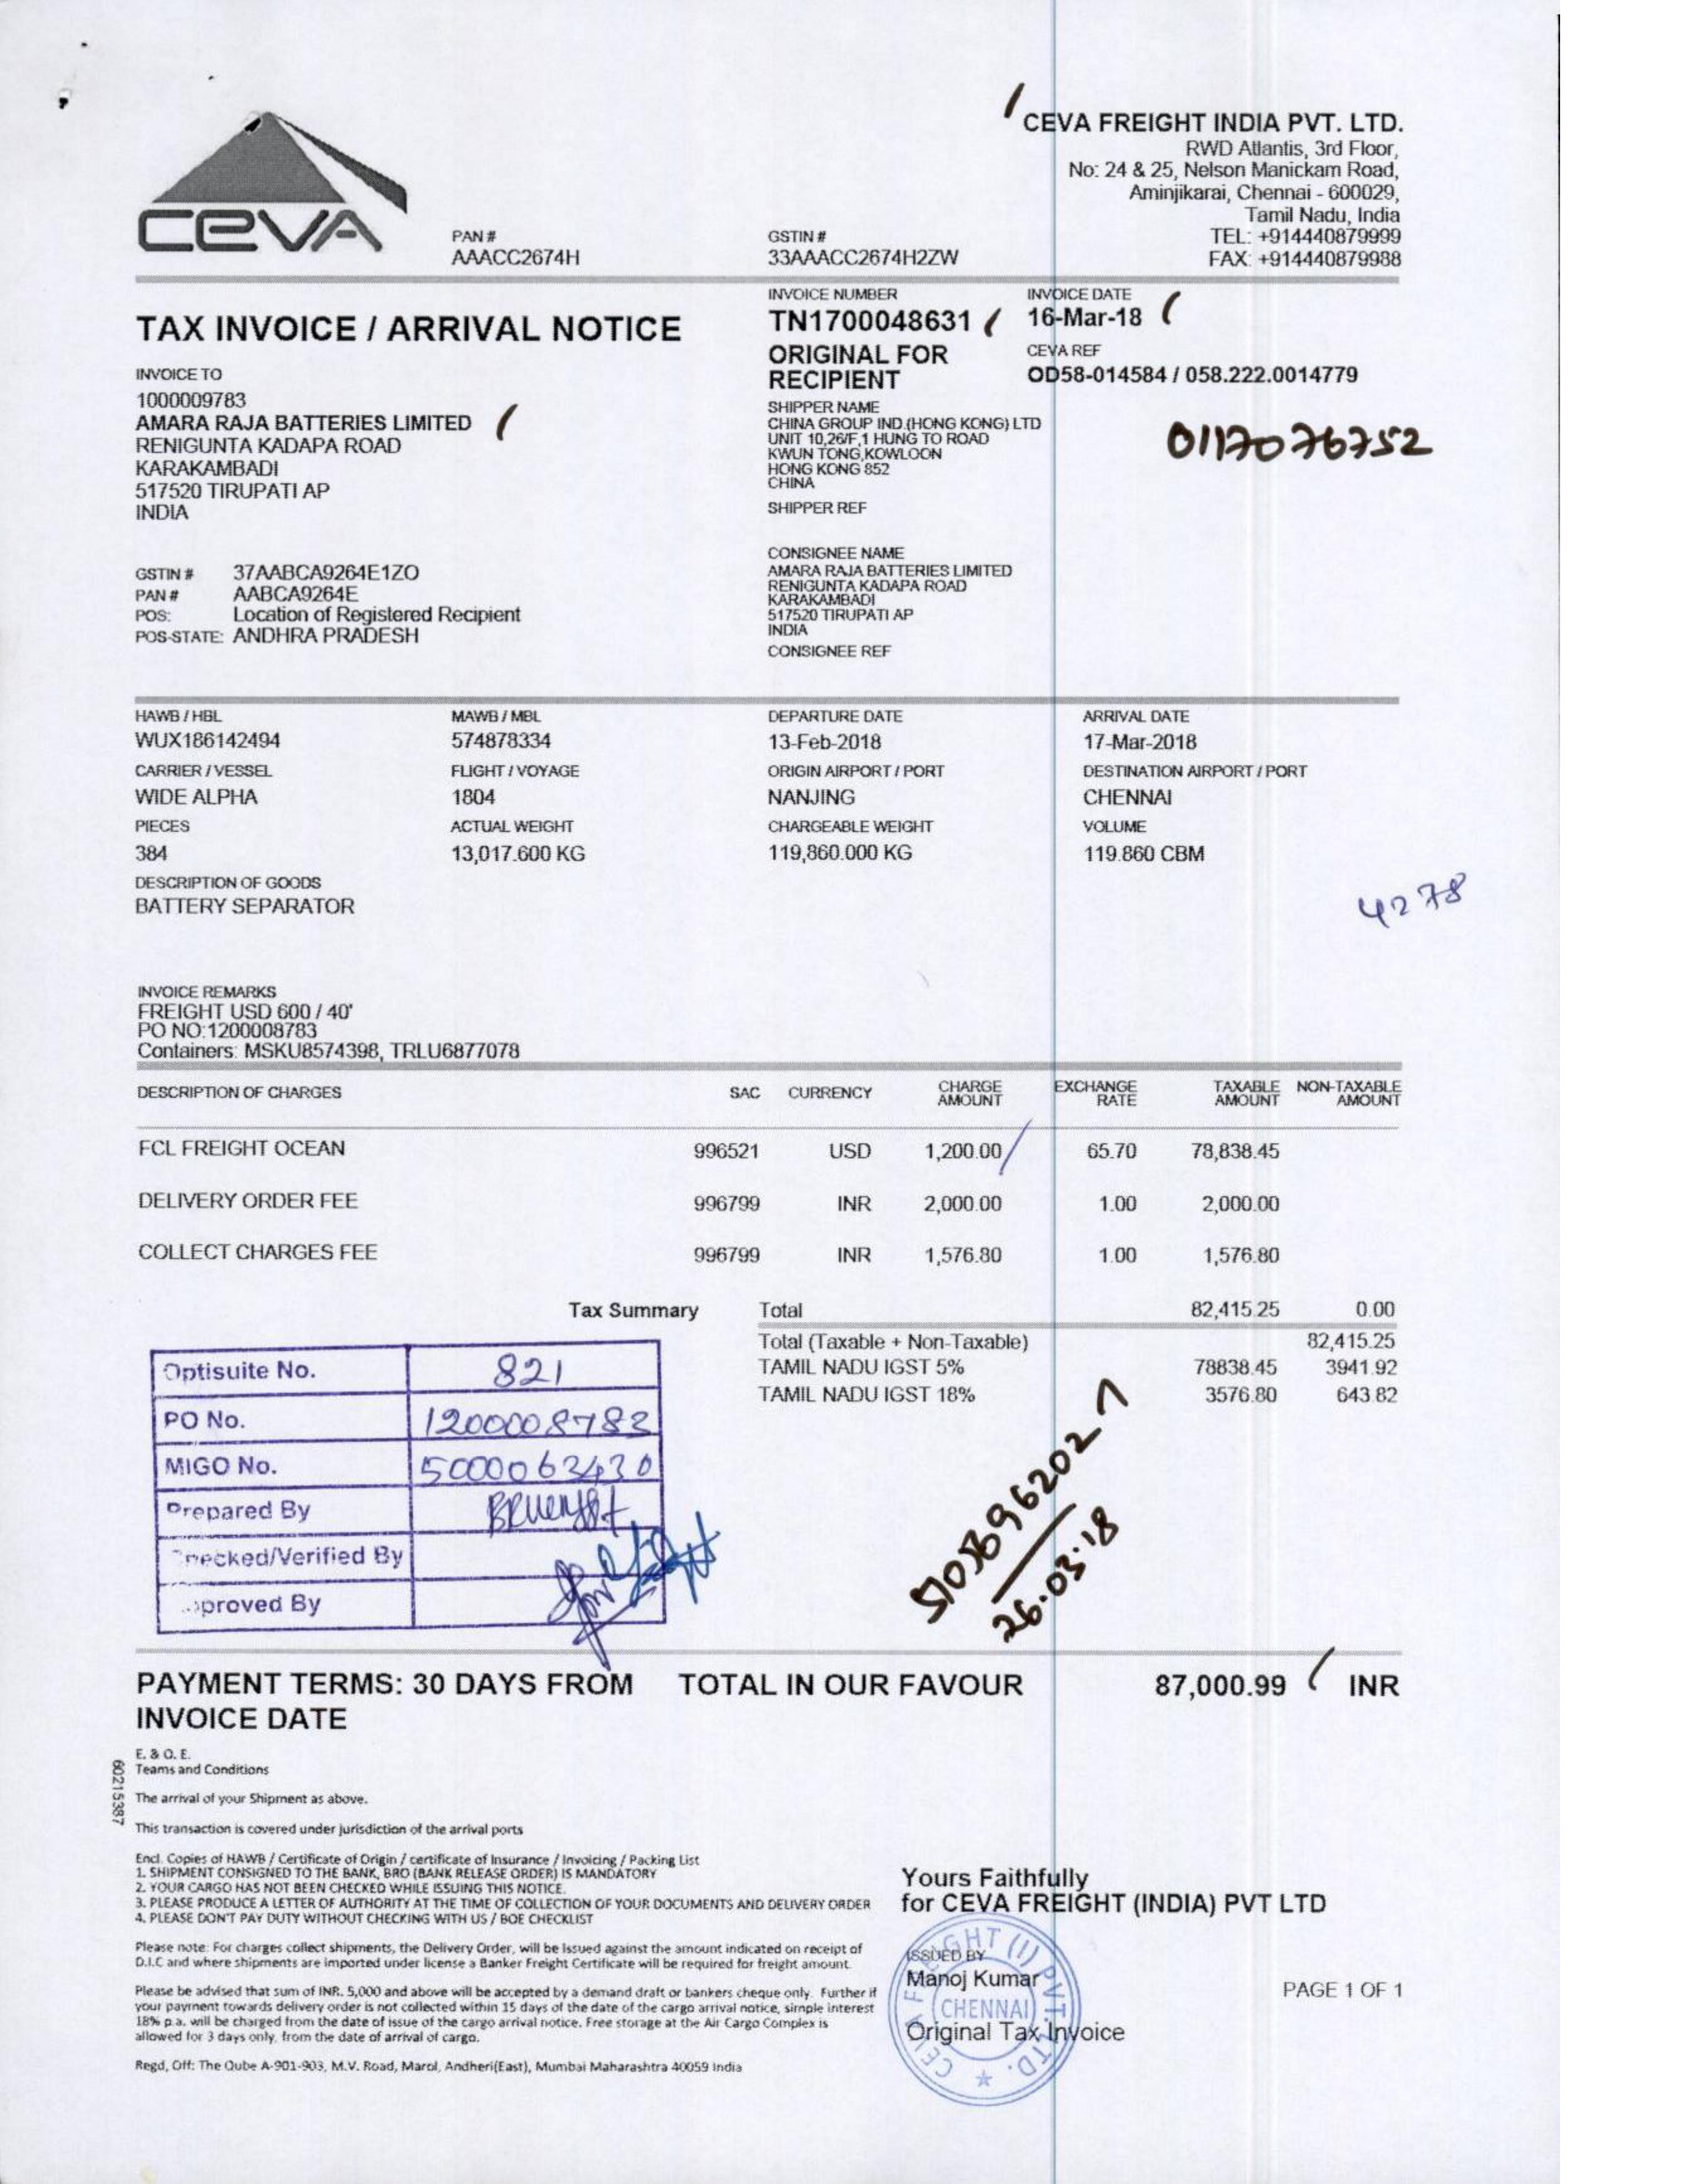 CEVA FREIGHT INDIA PVT. LTD.
RWD Atlantis, 3rd Floor,
No: 24 & 25, Nelson Manickam Road,
Aminjikarai, Chennai - 600029,
Tamil Nadu, India
TEL: +914440879999
FAX: +914440879988
CEVA
PAN #
AAACC2674H
GSTIN #
33AAACC2674H2ZW
TAX INVOICE / ARRIVAL NOTICE
INVOICE NUMBER
TN1700048631
INVOICE DATE
16-Mar-18
ORIGINAL FOR
RECIPIENT
CEVA REF
OD58-014584 / 058.222.0014779
0117076752
INVOICE TO
1000009783
AMARA RAJA BATTERIES LIMITED
RENIGUNTA KADAPA ROAD
KARAKAMBADI
517520 TIRUPATI AP
INDIA
SHIPPER NAME
CHINA GROUP IND.(HONG KONG) LTD
UNIT 10,26/F,1 HUNG TO ROAD
KWUN TONG,KOWLOON
HONG KONG 852
CHINA
SHIPPER REF
GSTIN # 37AABCA9264E1ZO
PAN # AABCA9264E
POS: Location of Registered Recipient
POS-STATE: ANDHRA PRADESH
CONSIGNEE NAME
AMARA RAJA BATTERIES LIMITED
RENIGUNTA KADAPA ROAD
KARAKAMBADI
517520 TIRUPATI AP
INDIA
CONSIGNEE REF
HAWB / HBL MAWB / MBL DEPARTURE DATE ARRIVAL DATE
WUX186142494 574878334 13-Feb-2018 17-Mar-2018
CARRIER / VESSEL FLIGHT / VOYAGE ORIGIN AIRPORT / PORT DESTINATION AIRPORT / PORT
WIDE ALPHA 1804 NANJING CHENNAI
PIECES ACTUAL WEIGHT CHARGEABLE WEIGHT VOLUME
384 13,017.600 KG 119,860.000 KG 119.860 CBM
DESCRIPTION OF GOODS
BATTERY SEPARATOR
4278
INVOICE REMARKS
FREIGHT USD 600 / 40'
PO NO:1200008783
Containers: MSKU8574398, TRLU6877078
DESCRIPTION OF CHARGES SAC CURRENCY CHARGE AMOUNT EXCHANGE RATE TAXABLE AMOUNT NON-TAXABLE AMOUNT
FCL FREIGHT OCEAN 996521 USD 1,200.00 65.70 78,838.45
DELIVERY ORDER FEE 996799 INR 2,000.00 1.00 2,000.00
COLLECT CHARGES FEE 996799 INR 1,576.80 1.00 1,576.80
Tax Summary Total 82,415.25 0.00
Total (Taxable + Non-Taxable) 82,415.25
TAMIL NADU IGST 5% 78838.45 3941.92
TAMIL NADU IGST 18% 3576.80 643.82
Optisuite No. 821
PO No. 1200008783
MIGO No. 5000062430
Prepared By
Checked/Verified By
proved By
5103896202
26.03.18
PAYMENT TERMS: 30 DAYS FROM
INVOICE DATE
TOTAL IN OUR FAVOUR 87,000.99 INR
E. & O. E.
Teams and Conditions
The arrival of your Shipment as above.
This transaction is covered under jurisdiction of the arrival ports
60215387
Encl. Copies of HAWB / Certificate of Origin / certificate of Insurance / Invoicing / Packing List
1. SHIPMENT CONSIGNED TO THE BANK, BRO (BANK RELEASE ORDER) IS MANDATORY
2. YOUR CARGO HAS NOT BEEN CHECKED WHILE ISSUING THIS NOTICE.
3. PLEASE PRODUCE A LETTER OF AUTHORITY AT THE TIME OF COLLECTION OF YOUR DOCUMENTS AND DELIVERY ORDER
4. PLEASE DON'T PAY DUTY WITHOUT CHECKING WITH US / BOE CHECKLIST
Please note: For charges collect shipments, the Delivery Order, will be Issued against the amount indicated on receipt of
D.I.C and where shipments are imported under license a Banker Freight Certificate will be required for freight amount.
Please be advised that sum of INR. 5,000 and above will be accepted by a demand draft or bankers cheque only. Further if
your payment towards delivery order is not collected within 15 days of the date of the cargo arrival notice, simple interest
18% p.a. will be charged from the date of issue of the cargo arrival notice. Free storage at the Air Cargo Complex is
allowed for 3 days only, from the date of arrival of cargo.
Regd, Off: The Qube A-901-903, M.V. Road, Marol, Andheri(East), Mumbai Maharashtra 40059 India
Yours Faithfully
for CEVA FREIGHT (INDIA) PVT LTD
ISSUED BY
Manoj Kumar
CHENNAI
Original Tax Invoice
CEVA FREIGHT (I) PVT. LTD.
PAGE 1 OF 1